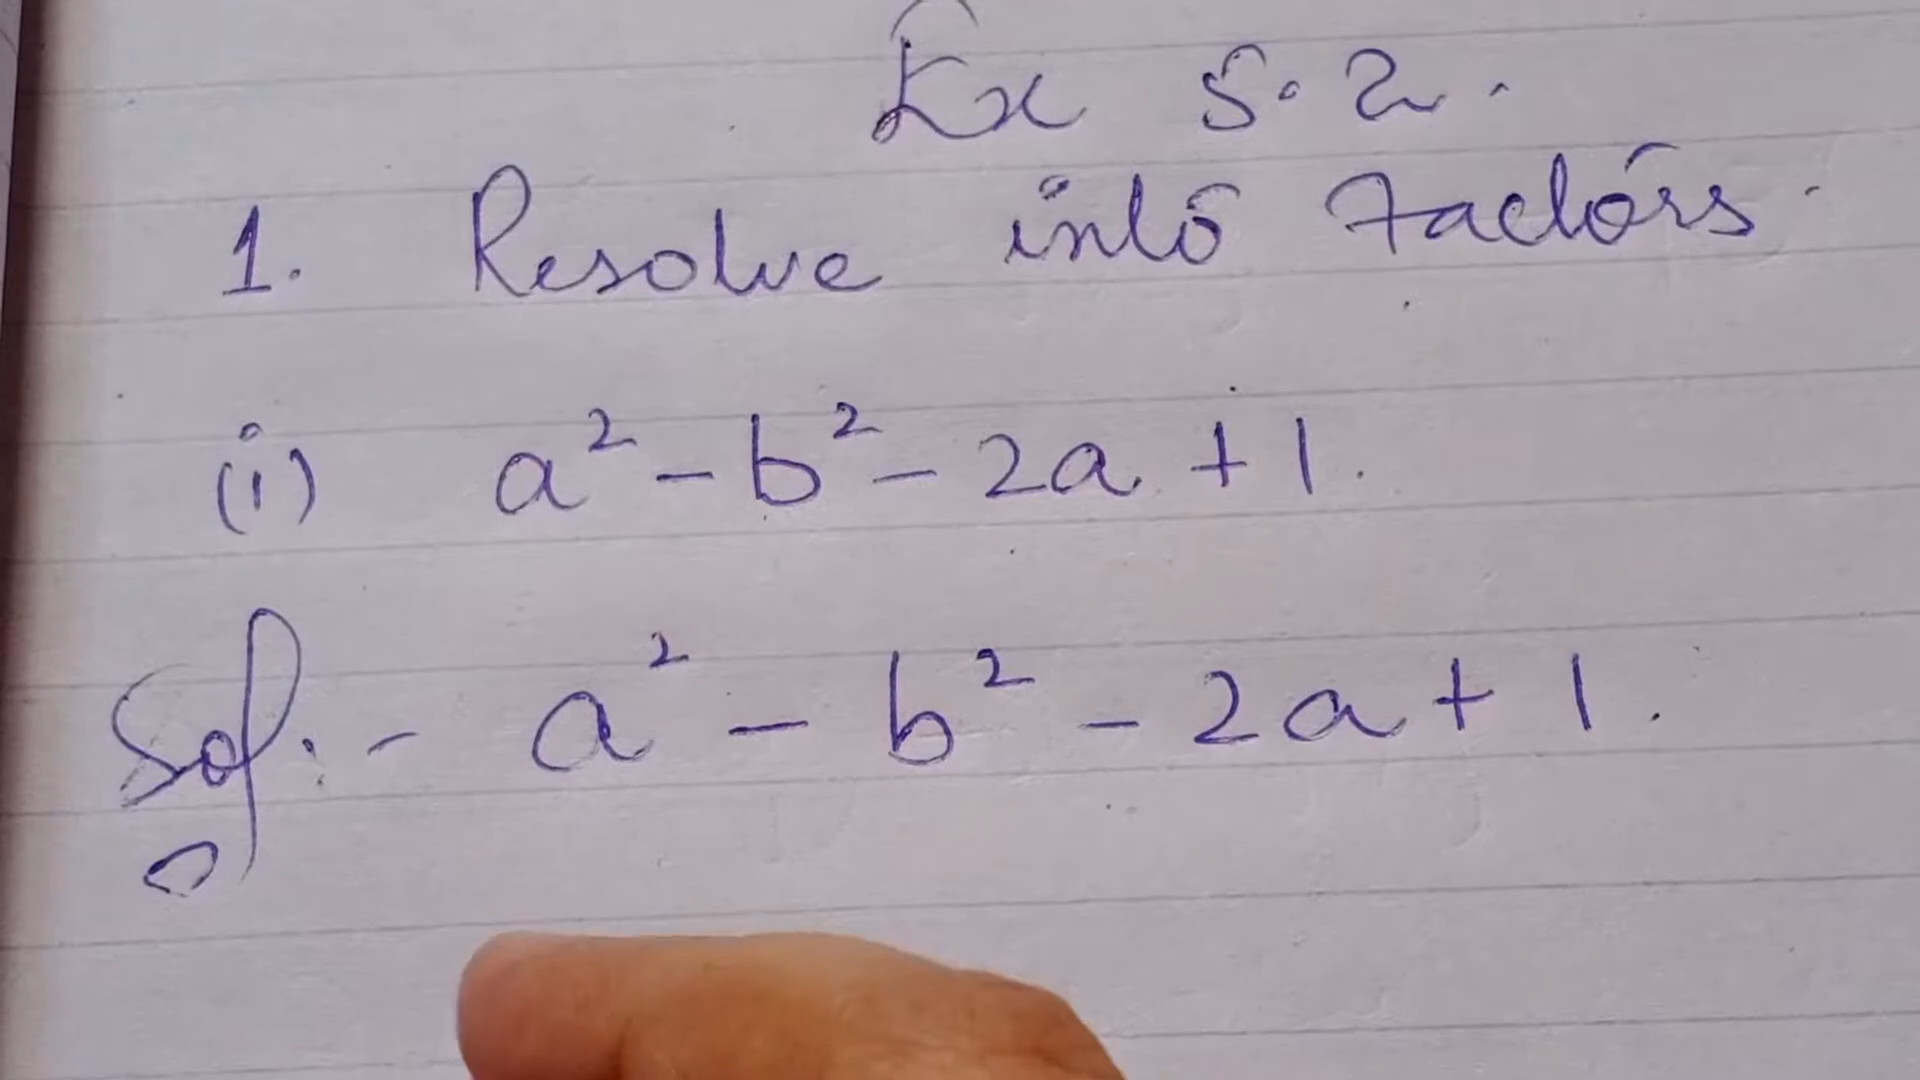 Ex 5.2.
1. Resolve into Factors.
(i) a² - b² - 2a + 1.
Sol:- a² - b² - 2a + 1.